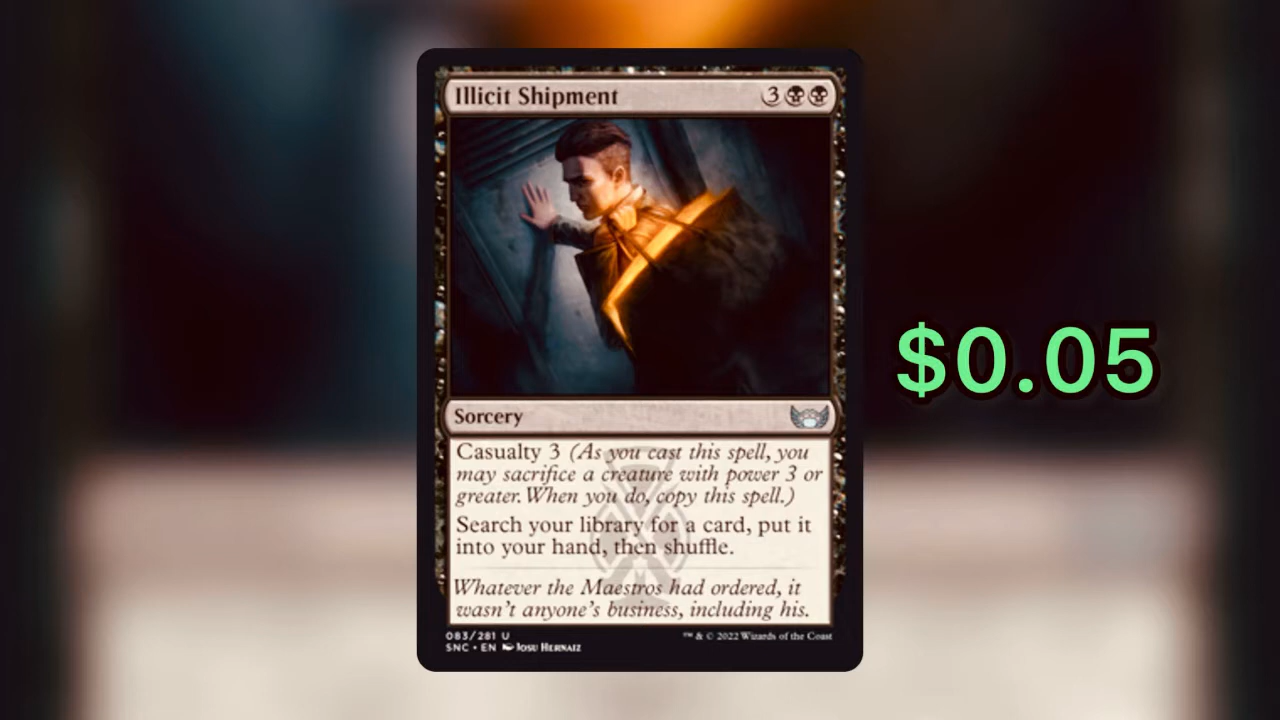 Illicit Shipment 3
Sorcery
Casualty 3 (As you cast this spell, you
may sacrifice a creature with power 3 or
greater. When you do, copy this spell.)
Search your library for a card, put it
into your hand, then shuffle.
Whatever the Maestros had ordered, it
wasn't anyone's business, including his.
083/281 U
SNC • EN Josu Hernaiz
™ & © 2022 Wizards of the Coast
$0.05